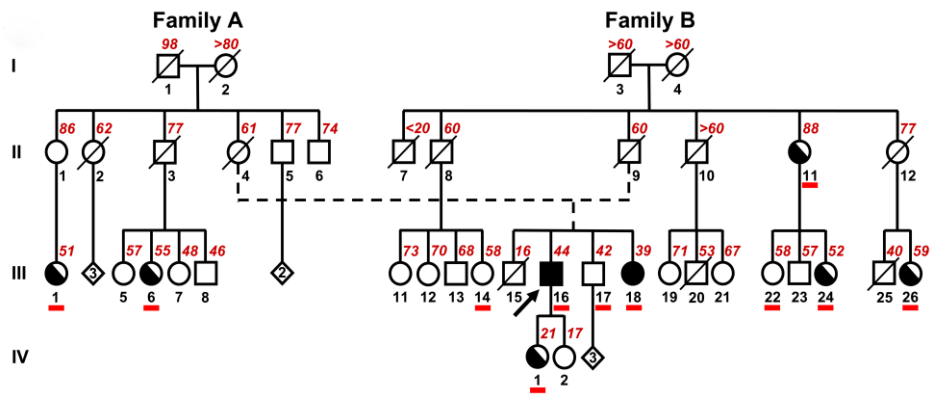 Family A Family B
98 >80 >60 >60
I
1 2 3 4
86 62 77 61 77 74 <20 60 60 >60 88 77
II
1 2 3 4 5 6 7 8 9 10 11 12
51 57 55 48 46 73 70 68 58 16 44 42 39 71 53 67 58 57 52 40 59
III 3 2
1 5 6 7 8 11 12 13 14 15 16 17 18 19 20 21 22 23 24 25 26
21 17
IV 3
1 2